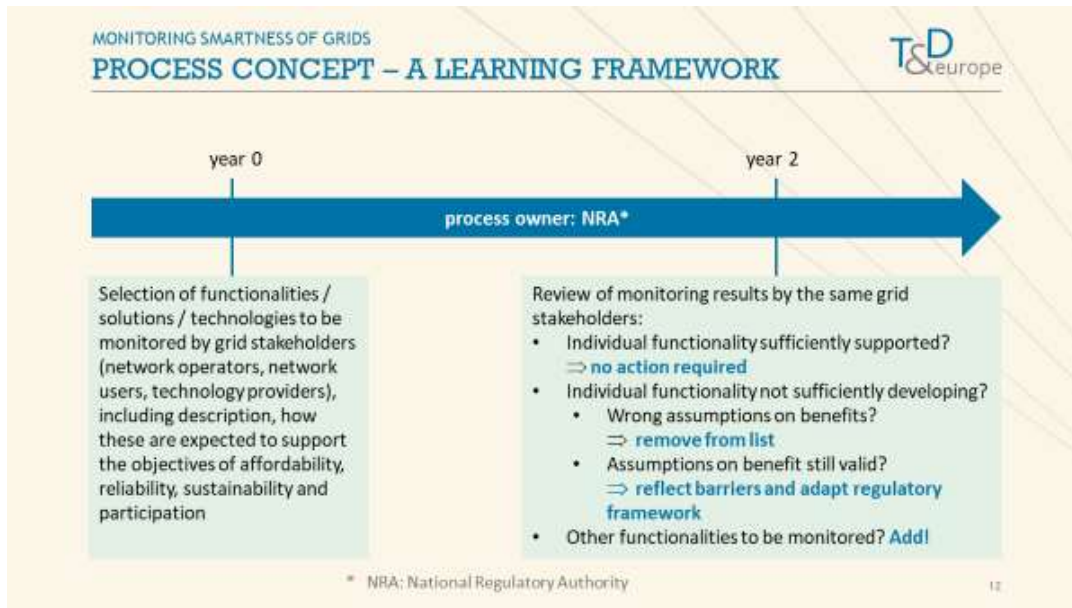 MONITORING SMARTNESS OF GRIDS
PROCESS CONCEPT – A LEARNING FRAMEWORK
T&D
europe
year 0
year 2
process owner: NRA*
Selection of functionalities /
solutions / technologies to be
monitored by grid stakeholders
(network operators, network
users, technology providers),
including description, how
these are expected to support
the objectives of affordability,
reliability, sustainability and
participation
Review of monitoring results by the same grid
stakeholders:
• Individual functionality sufficiently supported?
⇒ no action required
• Individual functionality not sufficiently developing?
• Wrong assumptions on benefits?
⇒ remove from list
• Assumptions on benefit still valid?
⇒ reflect barriers and adapt regulatory
framework
• Other functionalities to be monitored? Add!
* NRA: National Regulatory Authority
12